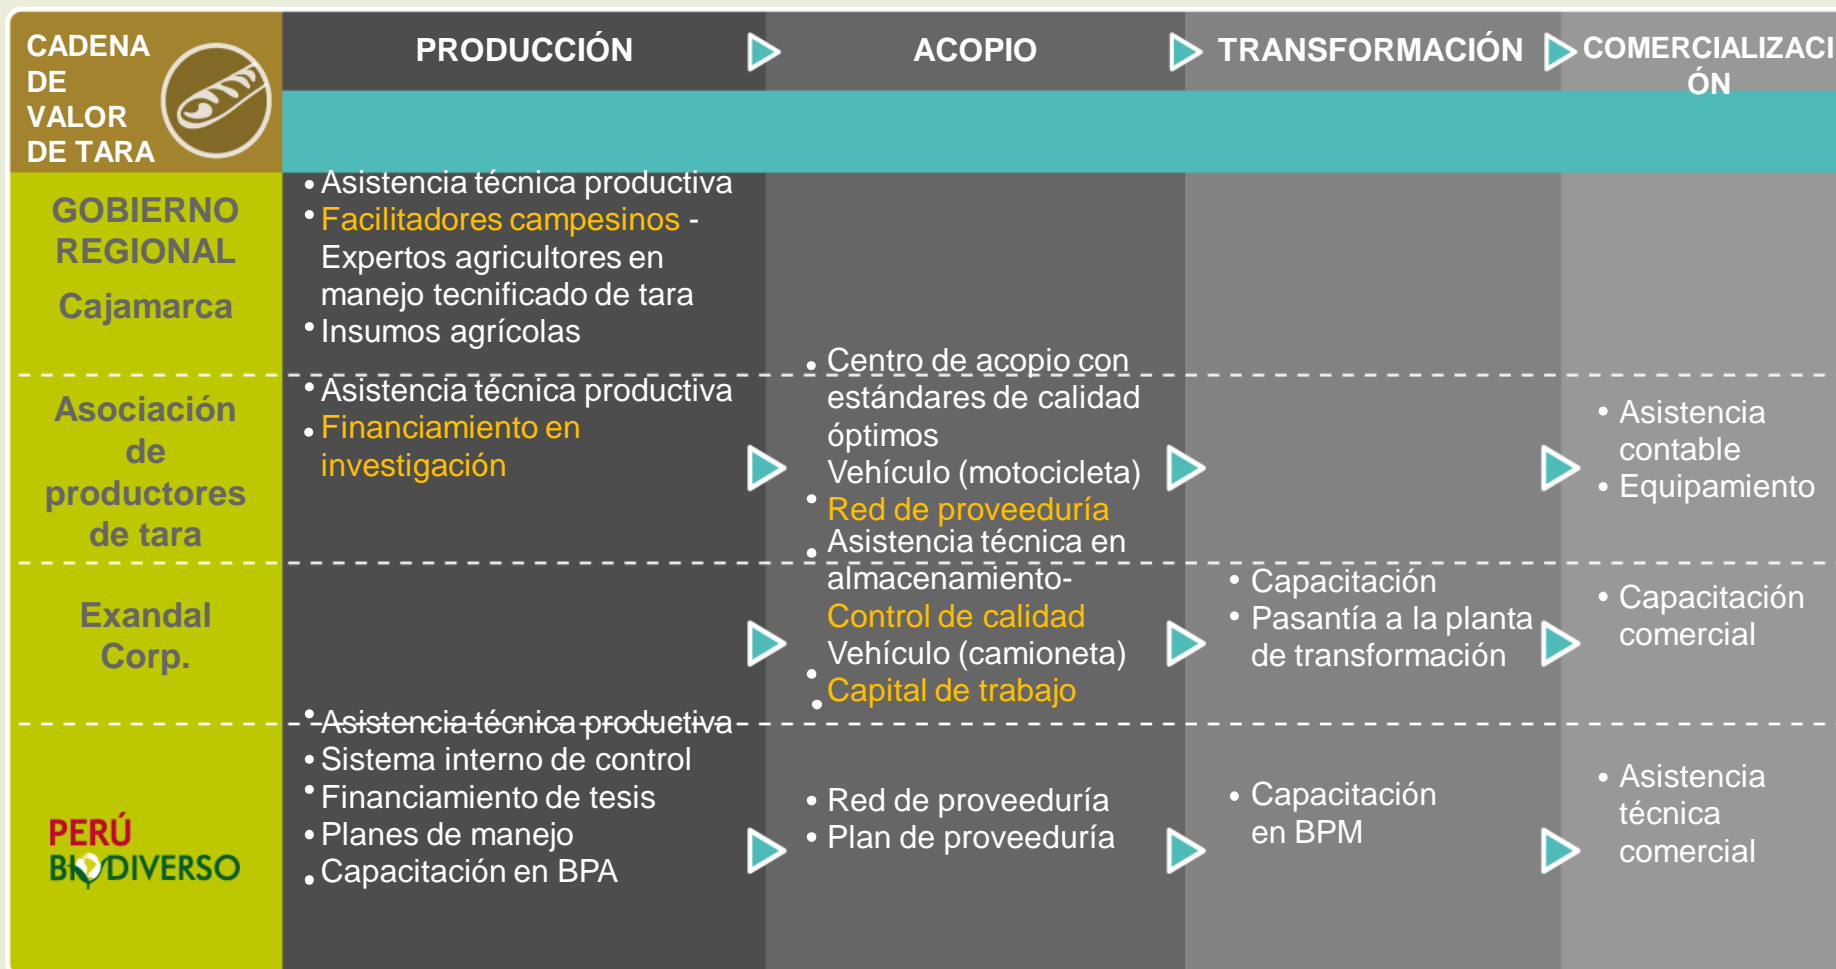 CADENA
DE
VALOR
DE TARA
PRODUCCIÓN
ACOPIO
TRANSFORMACIÓN
COMERCIALIZACI
ÓN
GOBIERNO
REGIONAL
Cajamarca
• Asistencia técnica productiva
• Facilitadores campesinos -
Expertos agricultores en
manejo tecnificado de tara
• Insumos agrícolas
Asociación
de
productores
de tara
• Asistencia técnica productiva
• Financiamiento en
investigación
• Centro de acopio con
estándares de calidad
óptimos
Vehículo (motocicleta)
• Red de proveeduría
• Asistencia técnica en
almacenamiento-
Control de calidad
Vehículo (camioneta)
• Capital de trabajo
• Asistencia
contable
• Equipamiento
Exandal
Corp.
• Capacitación
• Pasantía a la planta
de transformación
• Capacitación
comercial
PERÚ
BIODIVERSO
• Asistencia técnica productiva
• Sistema interno de control
• Financiamiento de tesis
• Planes de manejo
• Capacitación en BPA
• Red de proveeduría
• Plan de proveeduría
• Capacitación
en BPM
• Asistencia
técnica
comercial